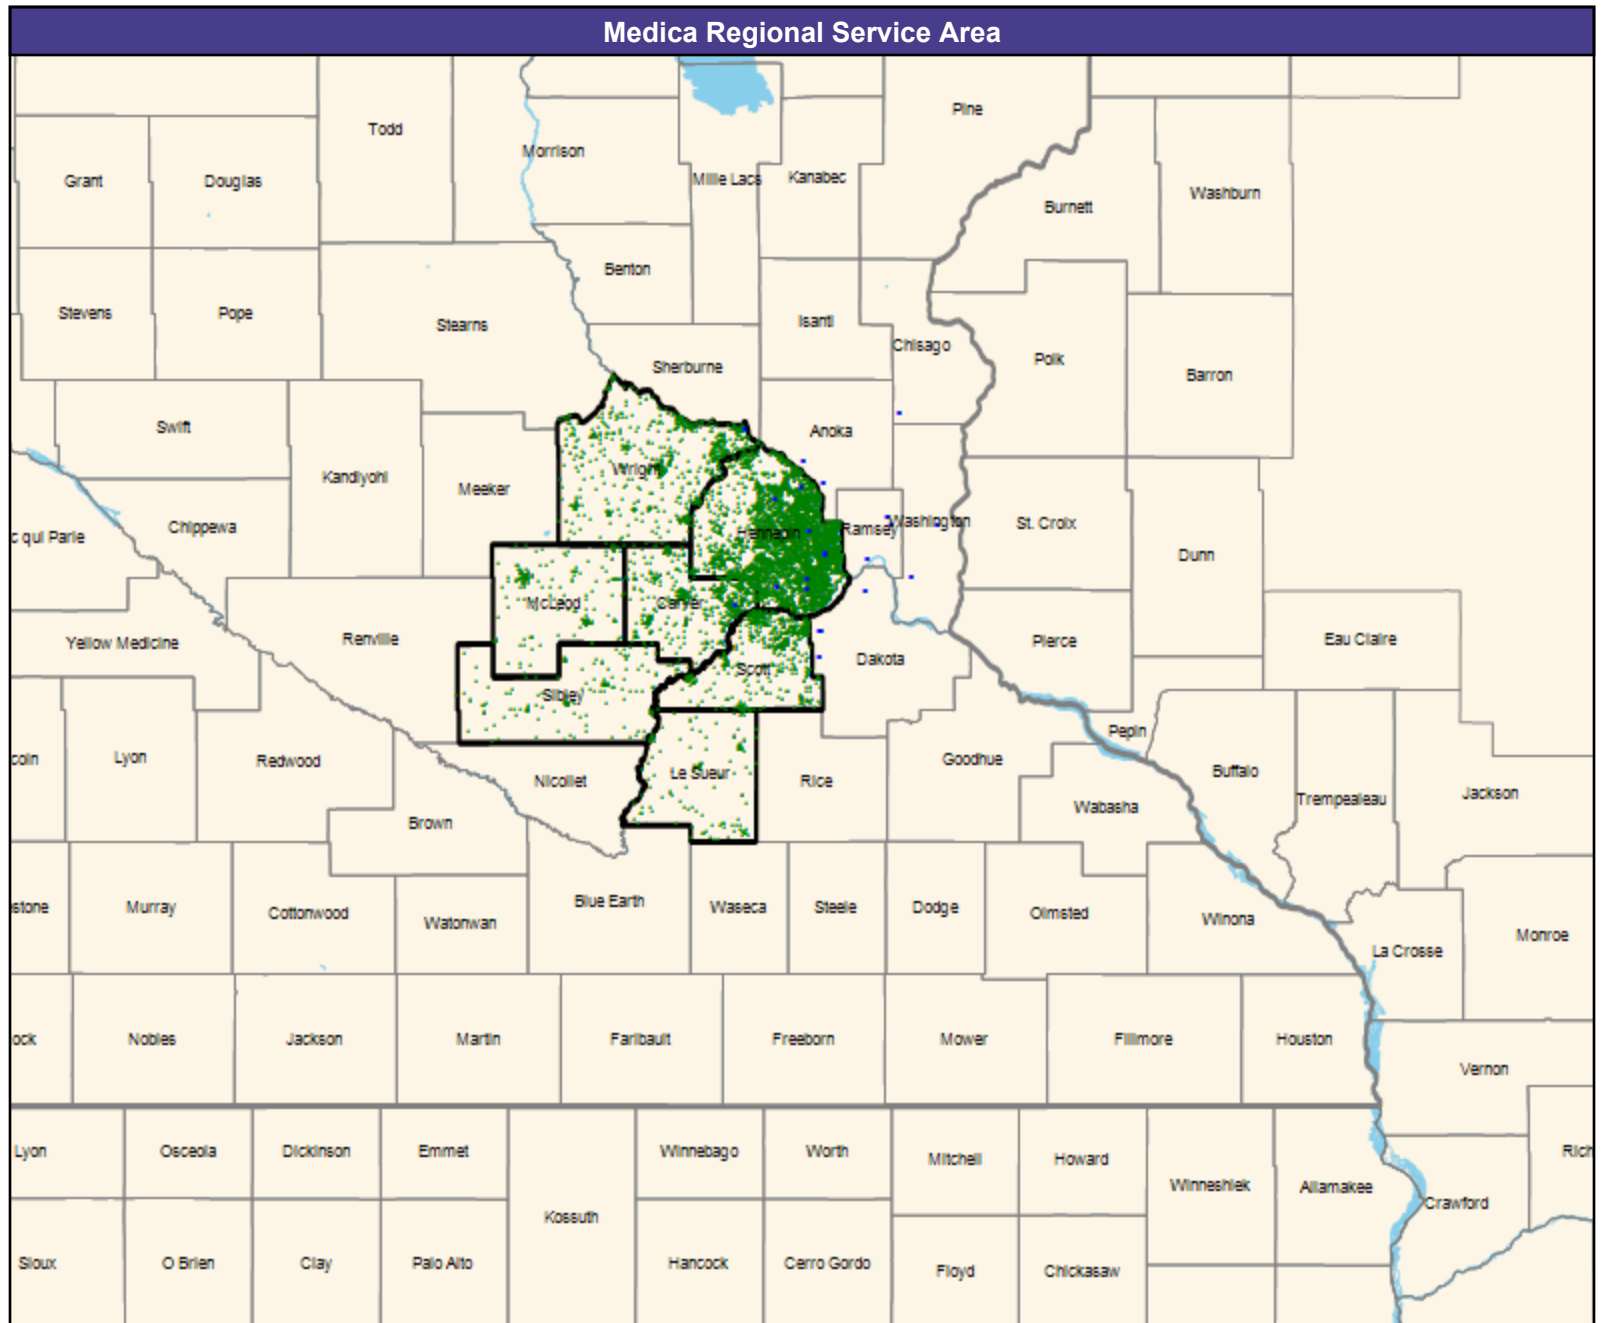 Medica Regional Service Area
Pine
Todd
Morrison
Mille Lacs
Kanabec
Grant
Douglas
Washburn
Burnett
Benton
Stevens
Pope
Stearns
Isanti
Chisago
Polk
Sherburne
Barron
Swift
Anoka
Wright
Kandiyohi
Meeker
Chippewa
c qui Parle
Hennepin
Ramsey
Washington
St. Croix
Dunn
McLeod
Carver
Yellow Medicine
Renville
Scott
Dakota
Pierce
Eau Claire
Sibley
Pepin
coln
Lyon
Redwood
Nicollet
Le Sueur
Rice
Goodhue
Buffalo
Trempealeau
Jackson
Wabasha
Brown
stone
Murray
Cottonwood
Watonwan
Blue Earth
Waseca
Steele
Dodge
Olmsted
Winona
La Crosse
Monroe
ock
Nobles
Jackson
Martin
Faribault
Freeborn
Mower
Fillmore
Houston
Vernon
Lyon
Osceola
Dickinson
Emmet
Winnebago
Worth
Mitchell
Howard
Rich
Winneshiek
Allamakee
Crawford
Kossuth
Sioux
O Brien
Clay
Palo Alto
Hancock
Cerro Gordo
Floyd
Chickasaw